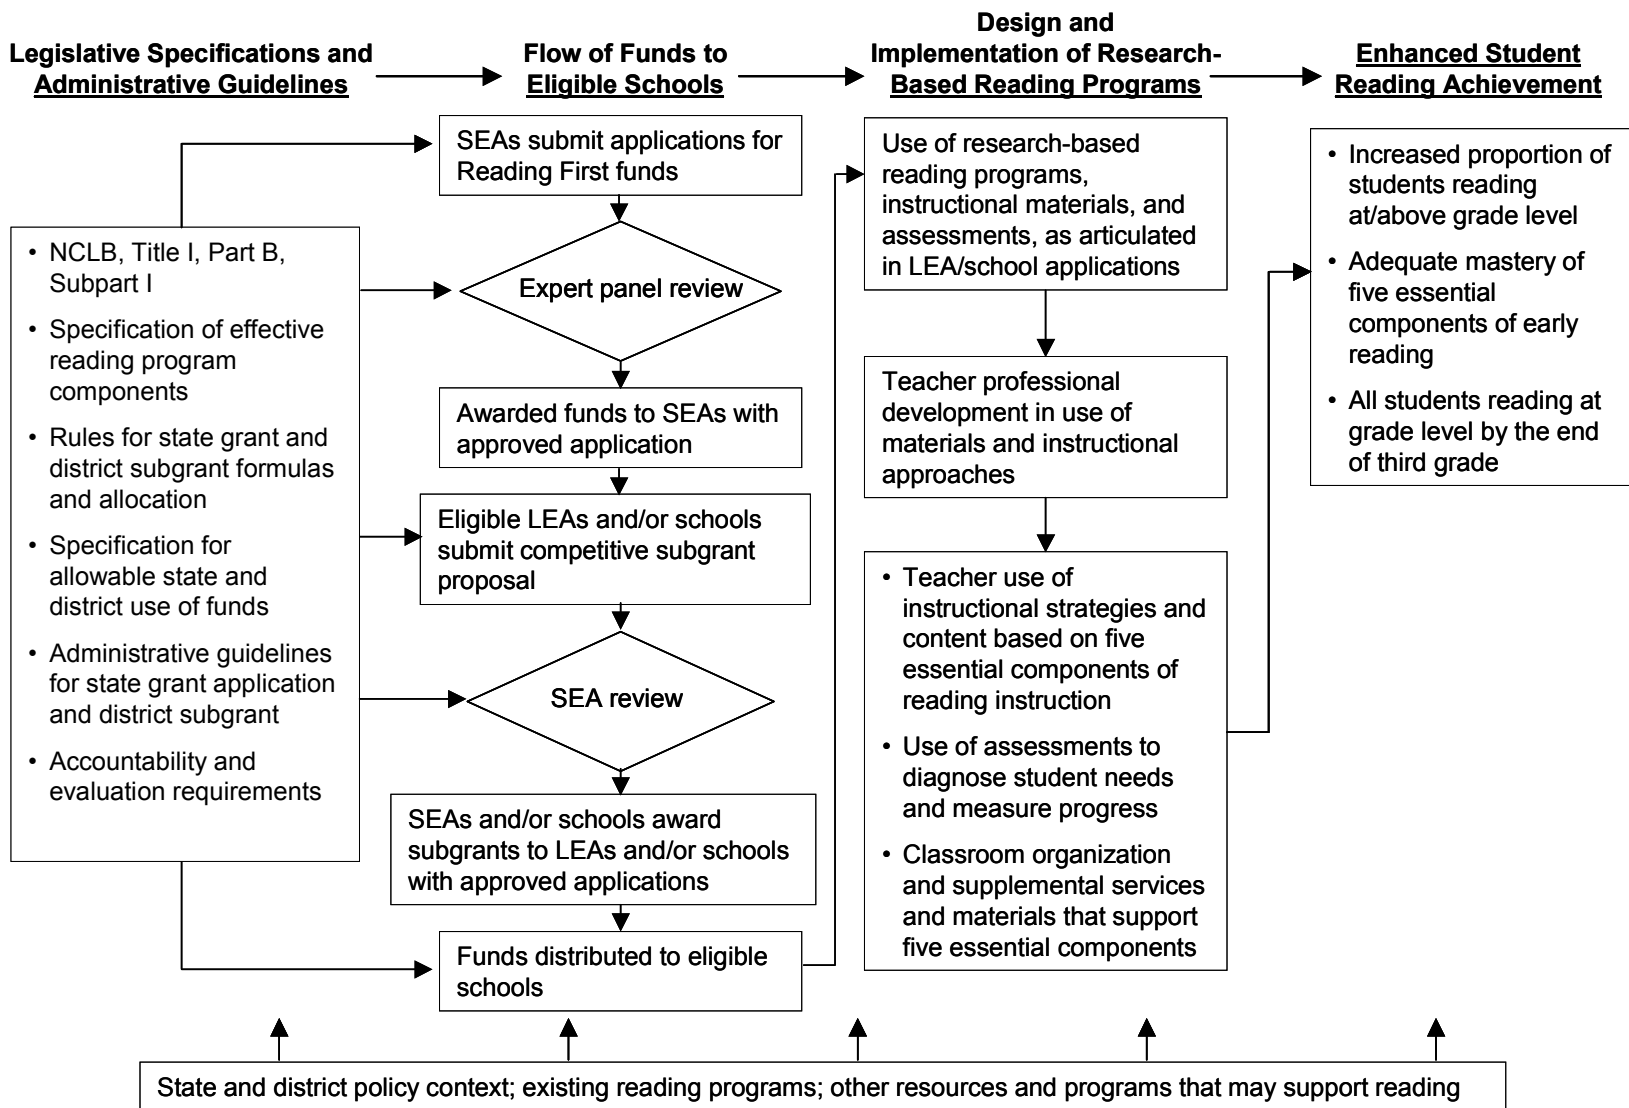 Legislative Specifications and
Administrative Guidelines
Flow of Funds to
Eligible Schools
Design and
Implementation of Research-
Based Reading Programs
Enhanced Student
Reading Achievement
• NCLB, Title I, Part B,
Subpart I
• Specification of effective
reading program
components
• Rules for state grant and
district subgrant formulas
and allocation
• Specification for
allowable state and
district use of funds
• Administrative guidelines
for state grant application
and district subgrant
• Accountability and
evaluation requirements
SEAs submit applications for
Reading First funds
Expert panel review
Awarded funds to SEAs with
approved application
Eligible LEAs and/or schools
submit competitive subgrant
proposal
SEA review
SEAs and/or schools award
subgrants to LEAs and/or schools
with approved applications
Funds distributed to eligible
schools
Use of research-based
reading programs,
instructional materials, and
assessments, as articulated
in LEA/school applications
Teacher professional
development in use of
materials and instructional
approaches
• Teacher use of
instructional strategies and
content based on five
essential components of
reading instruction
• Use of assessments to
diagnose student needs
and measure progress
• Classroom organization
and supplemental services
and materials that support
five essential components
• Increased proportion of
students reading
at/above grade level
• Adequate mastery of
five essential
components of early
reading
• All students reading at
grade level by the end
of third grade
State and district policy context; existing reading programs; other resources and programs that may support reading